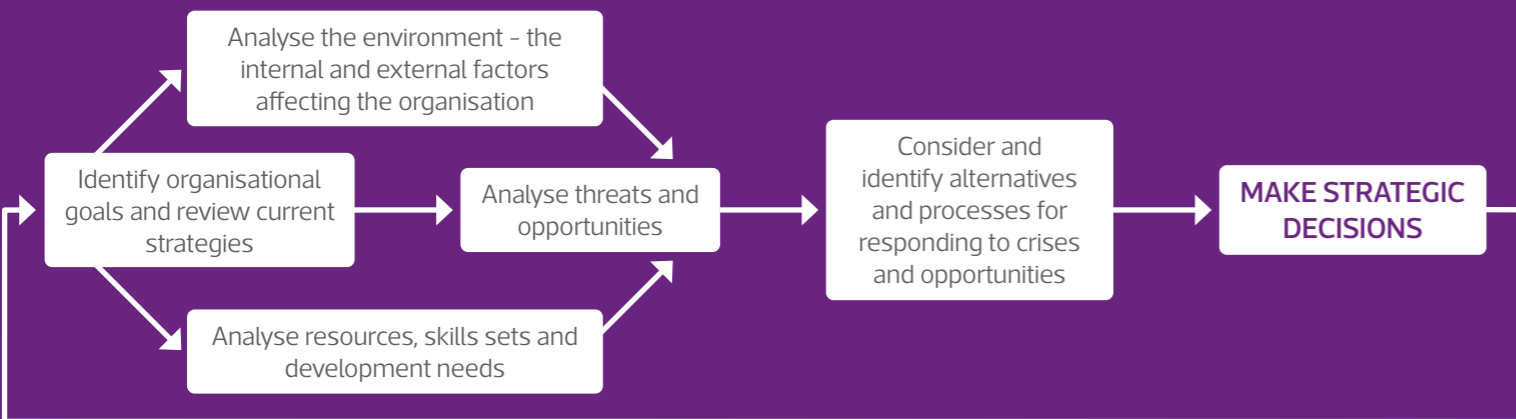 Analyse the environment – the
internal and external factors
affecting the organisation
Identify organisational
goals and review current
strategies
Analyse threats and
opportunities
Analyse resources, skills sets and
development needs
Consider and
identify alternatives
and processes for
responding to crises
and opportunities
MAKE STRATEGIC
DECISIONS